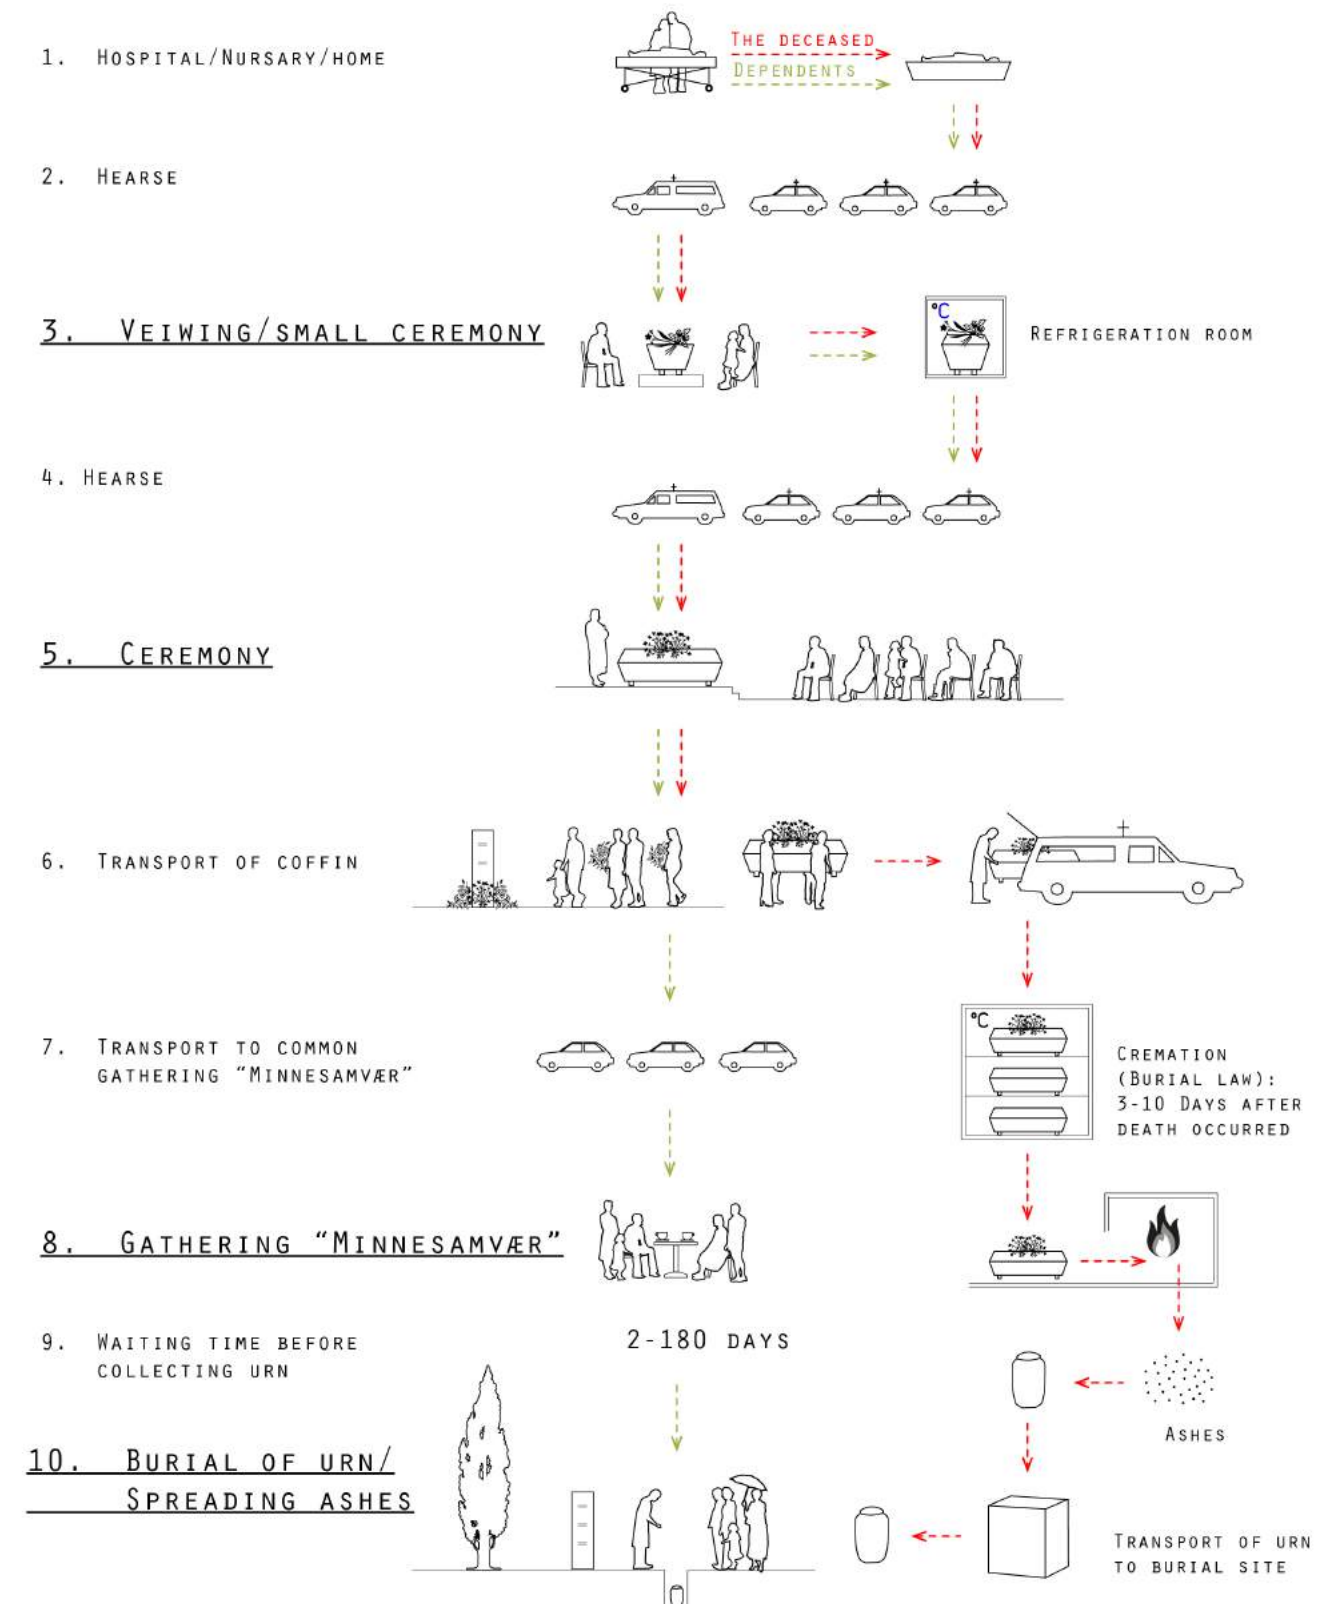 1. HOSPITAL/NURSARY/HOME
THE DECEASED
DEPENDENTS
2. HEARSE
3. VEIWING/SMALL CEREMONY
°C
REFRIGERATION ROOM
4. HEARSE
5. CEREMONY
6. TRANSPORT OF COFFIN
7. TRANSPORT TO COMMON
GATHERING "MINNESAMVÆR"
°C
CREMATION
(BURIAL LAW):
3-10 DAYS AFTER
DEATH OCCURRED
8. GATHERING "MINNESAMVÆR"
9. WAITING TIME BEFORE
COLLECTING URN
2-180 DAYS
ASHES
10. BURIAL OF URN/
SPREADING ASHES
TRANSPORT OF URN
TO BURIAL SITE